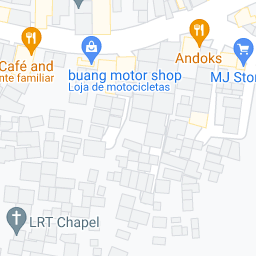 Andoks
Café and
nte familiar
buang motor shop
Loja de motocicletas
MJ Stor
LRT Chapel